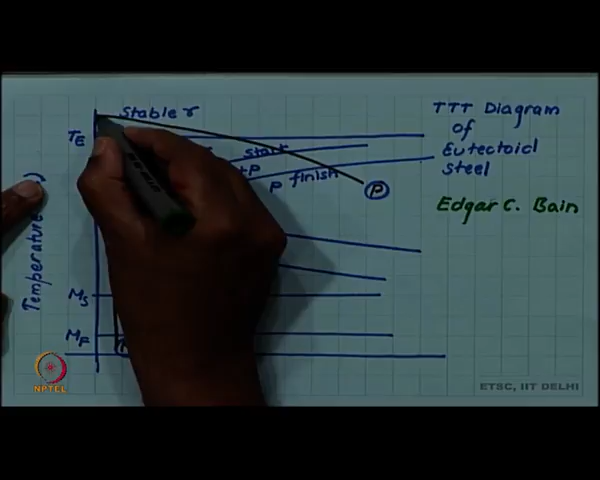 Stable γ
TTT Diagram
of
Eutectoid
steel
TE
start
P finish
P
Edgar C. Bain
Temperature
MS
MF
NPTEL
ETSC, IIT DELHI